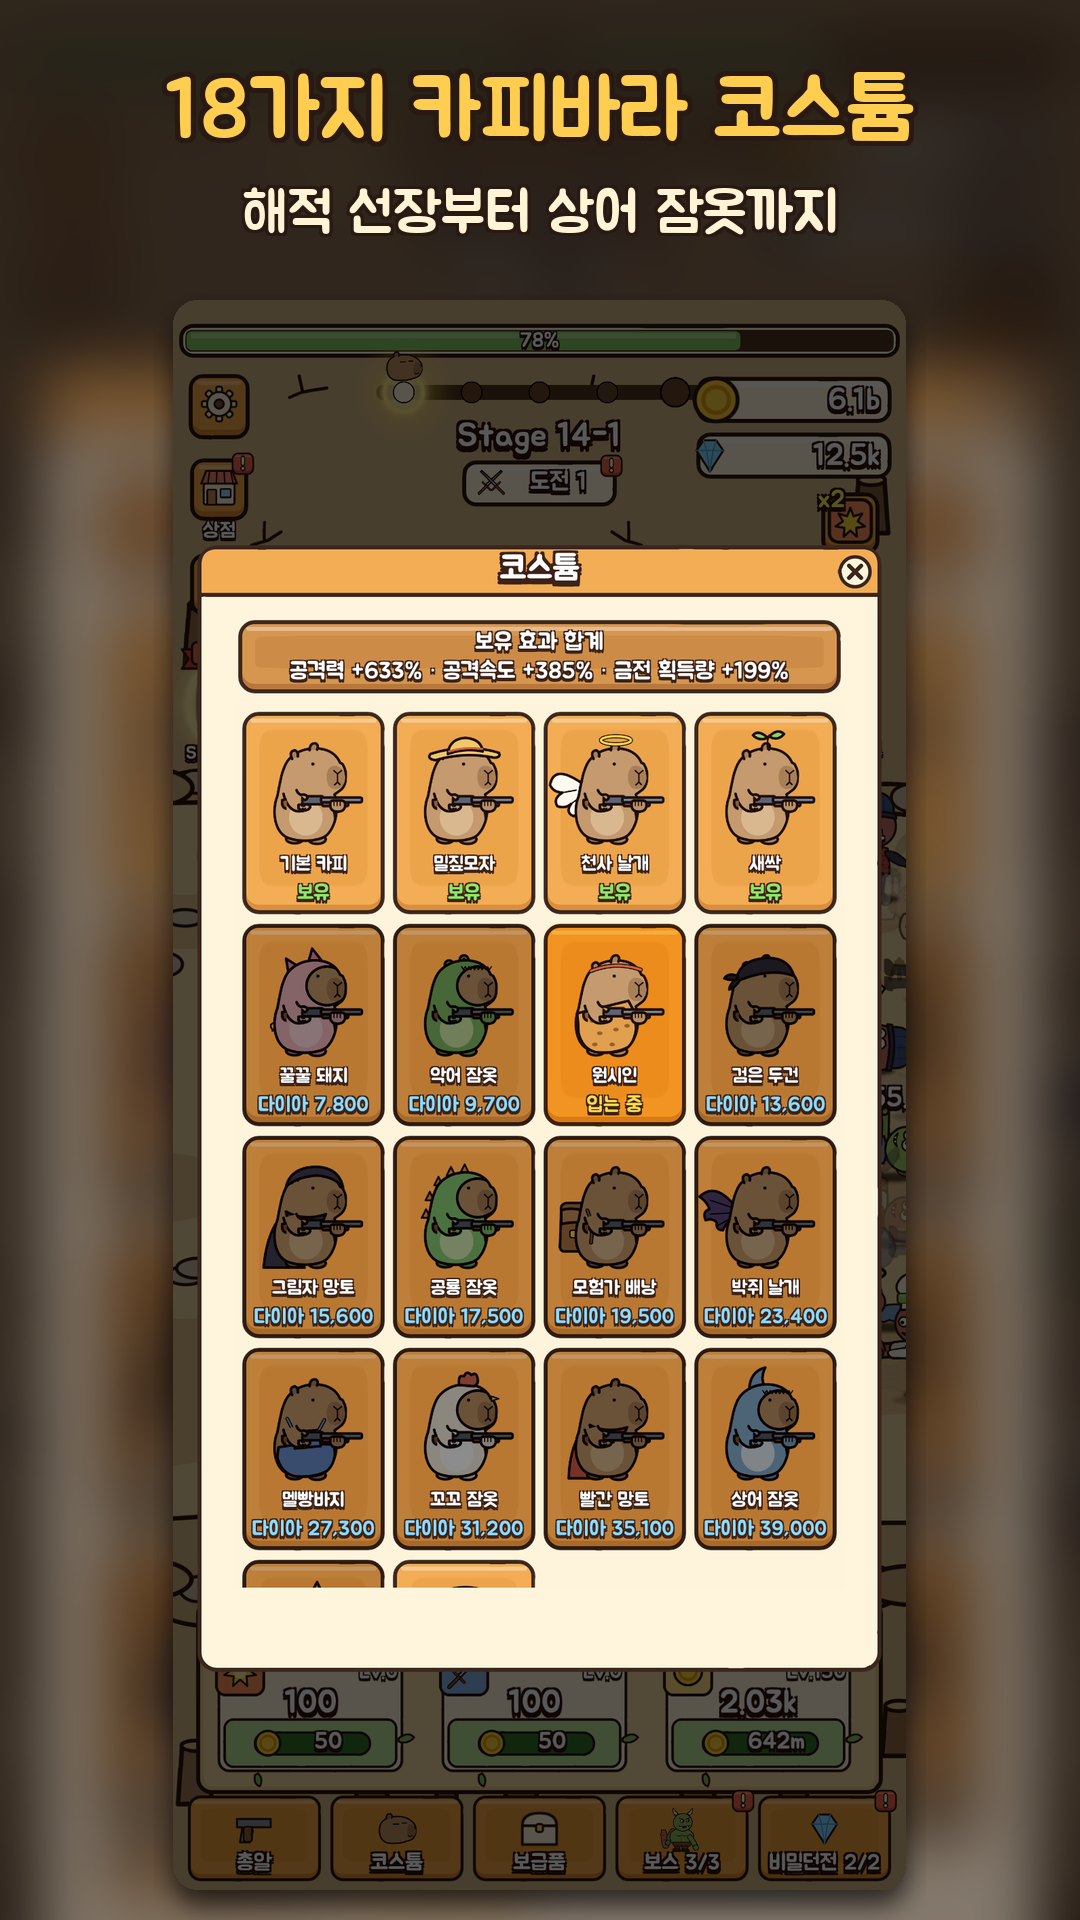 18가지 카피바라 코스튬
해적 선장부터 상어 잠옷까지
78%
6.1b
Stage 14-1
12.5k
도전 1
x2
상점
코스튬
보유 효과 합계
공격력 +633% · 공격속도 +385% · 금전 획득량 +199%
기본 카피
밀짚모자
천사 날개
새싹
보유
보유
보유
보유
꿀꿀 돼지
악어 잠옷
원시인
검은 두건
다이아 7,800
다이아 9,700
입는 중
다이아 13,600
그림자 망토
공룡 잠옷
모험가 배낭
박쥐 날개
다이아 15,600
다이아 17,500
다이아 19,500
다이아 23,400
멜빵바지
꼬꼬 잠옷
빨간 망토
상어 잠옷
다이아 27,300
다이아 31,200
다이아 35,100
다이아 39,000
100
100
2.03k
50
50
642m
총알
코스튬
보급품
보스 3/3
비밀던전 2/2